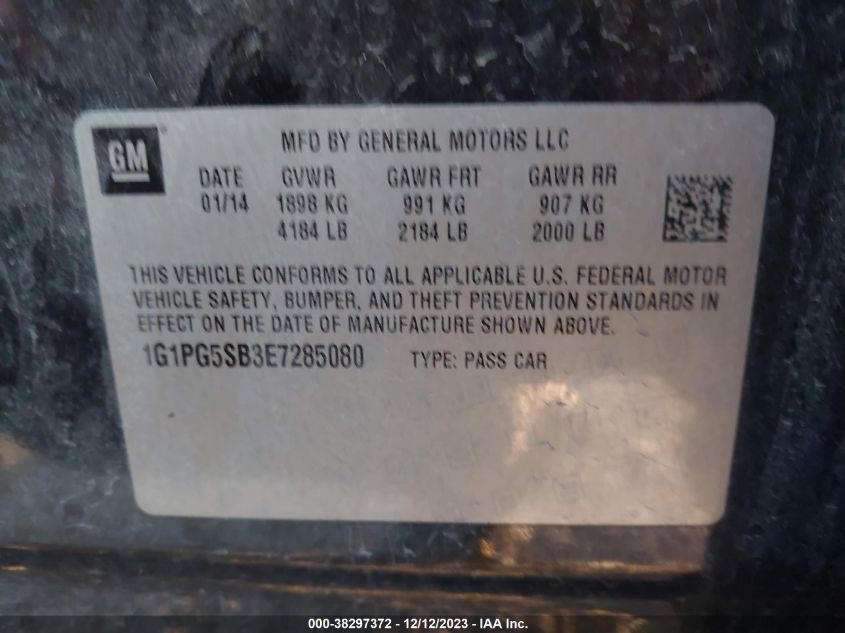 GM
MFD BY GENERAL MOTORS LLC
DATE GVWR GAWR FRT GAWR RR
01/14 1898 KG 991 KG 907 KG
4184 LB 2184 LB 2000 LB
THIS VEHICLE CONFORMS TO ALL APPLICABLE U.S. FEDERAL MOTOR
VEHICLE SAFETY, BUMPER, AND THEFT PREVENTION STANDARDS IN
EFFECT ON THE DATE OF MANUFACTURE SHOWN ABOVE.
1G1PG5SB3E7285080 TYPE: PASS CAR
000-38297372 - 12/12/2023 - IAA Inc.